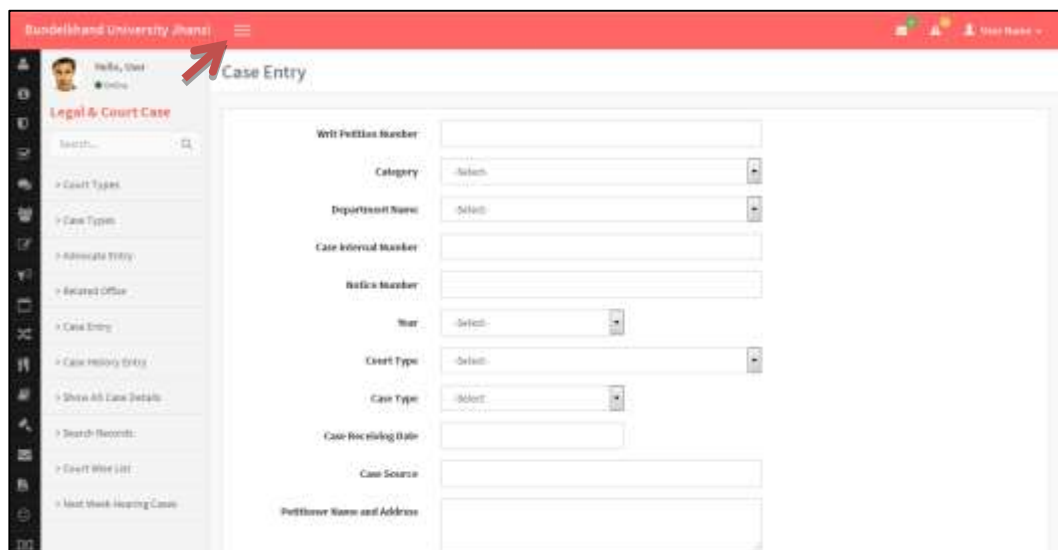 Bundelkhand University Jhansi
User Name
Hello, User
Online
Legal & Court Case
Search...
> Court Types
> Case Types
> Advocate Entry
> Related Office
> Case Entry
> Case History Entry
> Show All Case Details
> Search Records
> Court Wise List
> Next Week Hearing Cases
Case Entry
Writ Petition Number
Category -Select-
Department Name -Select-
Case Internal Number
Notice Number
Year -Select-
Court Type -Select-
Case Type -Select-
Case Receiving Date
Case Source
Petitioner Name and Address